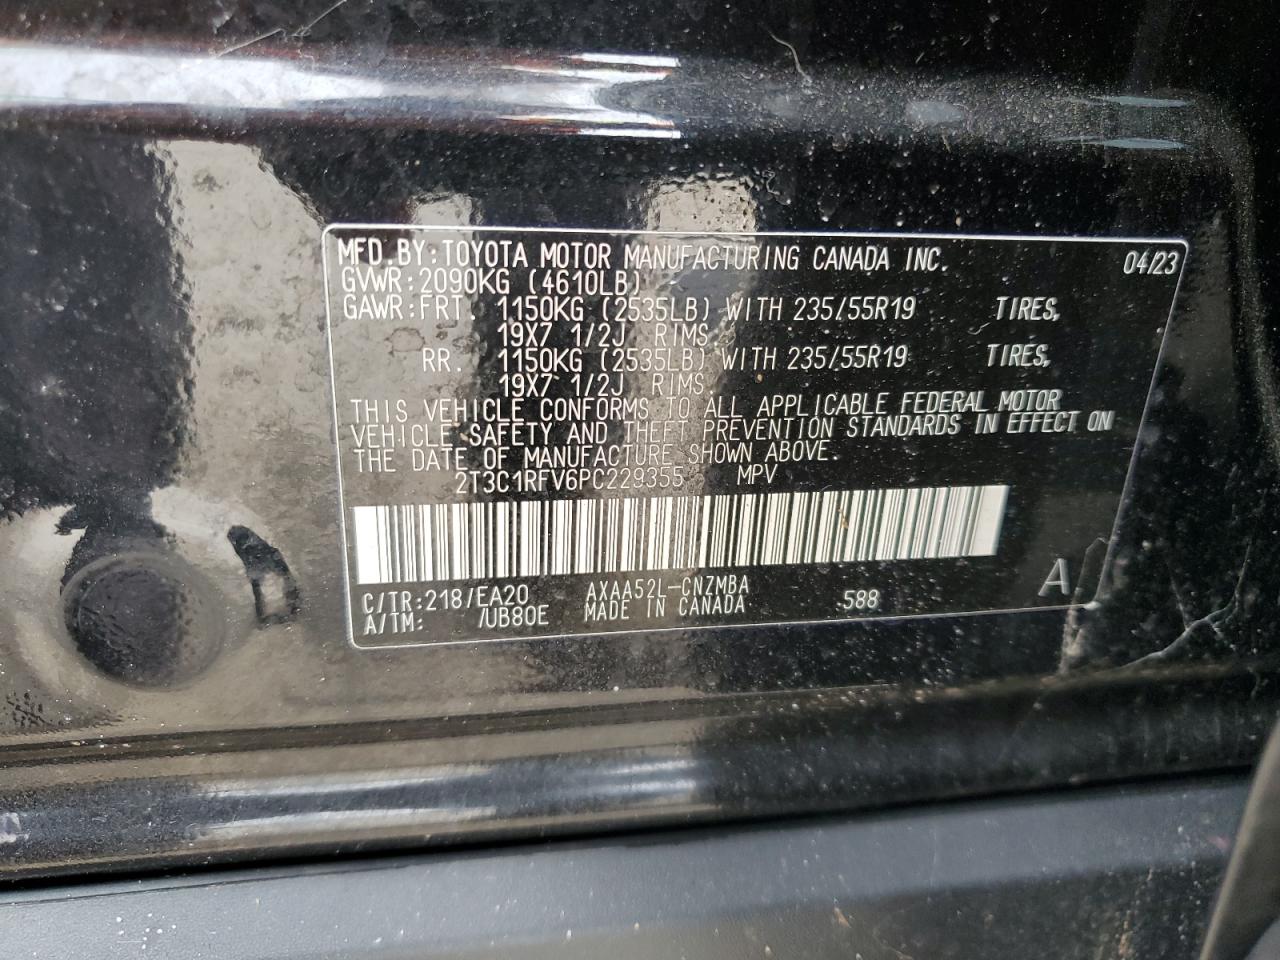 MFD.BY:TOYOTA MOTOR MANUFACTURING CANADA INC. 04/23
GVWR:2090KG (4610LB)
GAWR:FRT. 1150KG (2535LB) WITH 235/55R19 TIRES,
19X7 1/2J RIMS,
RR. 1150KG (2535LB) WITH 235/55R19 TIRES,
19X7 1/2J RIMS,
THIS VEHICLE CONFORMS TO ALL APPLICABLE FEDERAL MOTOR
VEHICLE SAFETY AND THEFT PREVENTION STANDARDS IN EFFECT ON
THE DATE OF MANUFACTURE SHOWN ABOVE.
2T3C1RFV6PC229355 MPV
C/TR:218/EA20 AXAA52L-CNZMBA
A/TM: /UB80E MADE IN CANADA 588 A